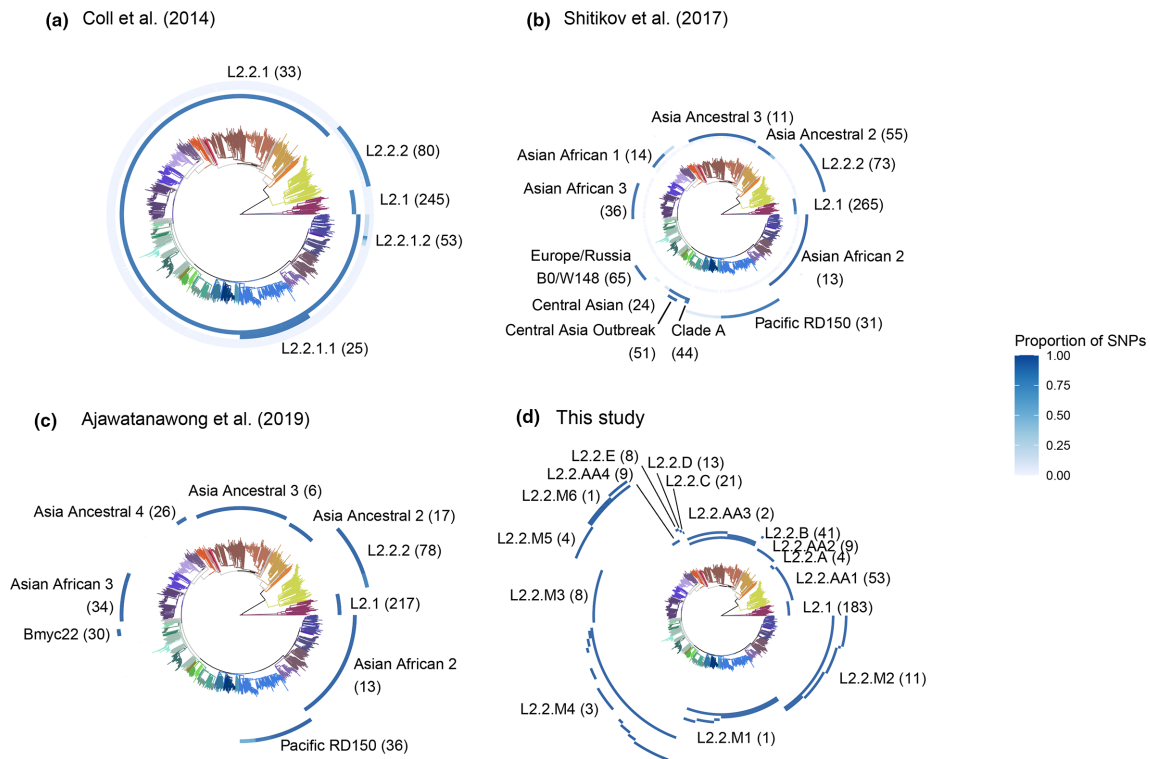 (a) Coll et al. (2014)
L2.2.1 (33)
L2.2.2 (80)
L2.1 (245)
L2.2.1.2 (53)
L2.2.1.1 (25)
(b) Shitikov et al. (2017)
Asia Ancestral 3 (11)
Asia Ancestral 2 (55)
Asian African 1 (14)
L2.2.2 (73)
Asian African 3
(36)
L2.1 (265)
Europe/Russia
B0/W148 (65)
Asian African 2
(13)
Central Asian (24)
Central Asia Outbreak
(51)
Clade A
(44)
Pacific RD150 (31)
Proportion of SNPs
1.00
0.75
0.50
0.25
0.00
(c) Ajawatanawong et al. (2019)
Asia Ancestral 3 (6)
Asia Ancestral 4 (26)
Asia Ancestral 2 (17)
L2.2.2 (78)
Asian African 3
(34)
L2.1 (217)
Bmyc22 (30)
Asian African 2
(13)
Pacific RD150 (36)
(d) This study
L2.2.E (8)
L2.2.D (13)
L2.2.AA4 (9)
L2.2.C (21)
L2.2.M6 (1)
L2.2.AA3 (2)
L2.2.M5 (4)
L2.2.B (41)
L2.2.AA2 (9)
L2.2.A (4)
L2.2.AA1 (53)
L2.2.M3 (8)
L2.1 (183)
L2.2.M2 (11)
L2.2.M4 (3)
L2.2.M1 (1)